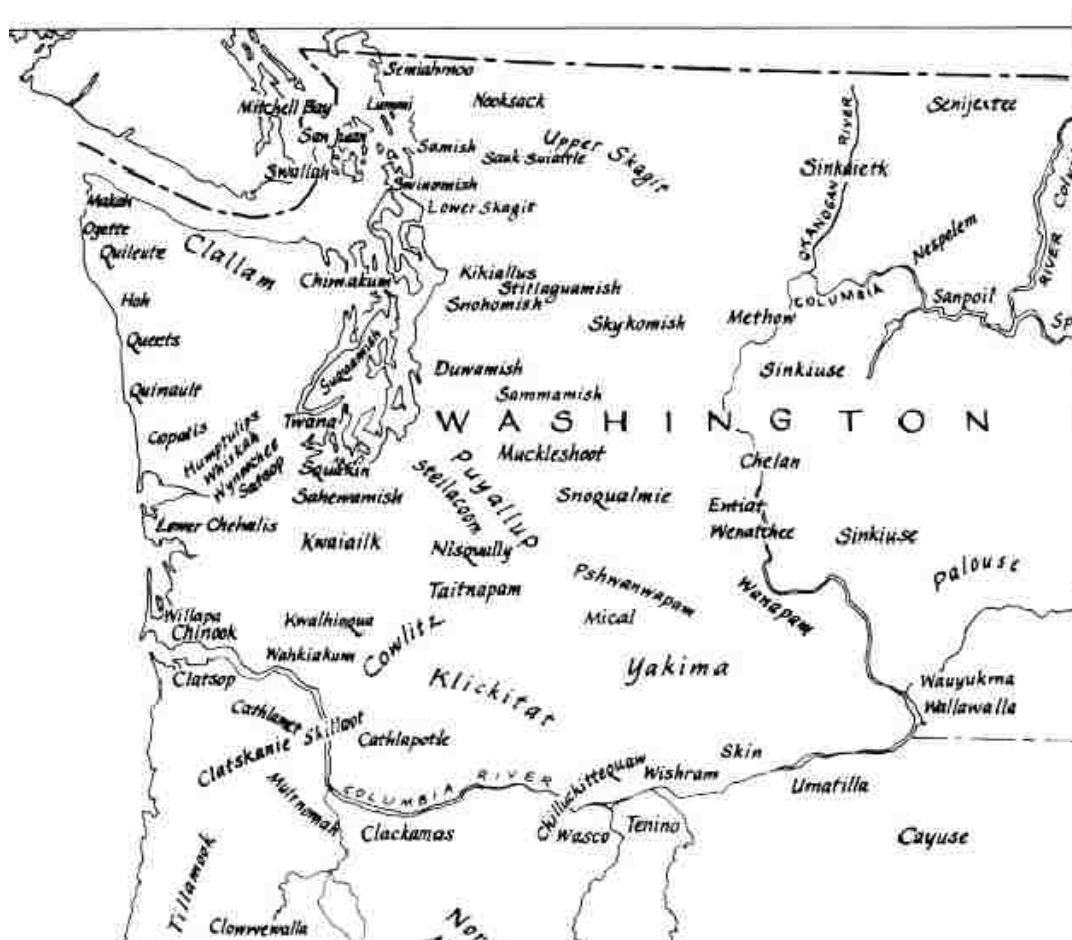 Semiahmoo
Nooksack
Senijextee
Mitchell Bay
Lummi
San Juan
Samish
Upper Skagit
Sauk Suiattle
Swallah
Sinkaietk
OKANOGAN RIVER
Swinomish
Makah
Lower Skagit
Ozette
Quileute
Clallam
Nespelem
RIVER
Chimakum
Kikiallus
Stillaguamish
Snohomish
COLUMBIA
Sanpoil
Hoh
Skykomish
Methow
Queets
Suquamish
Duwamish
Sinkiuse
Quinault
Sammamish
Twana
WASHINGTON
Copalis
Humptulips
Whiskah
Wynoochee
Satsop
Muckleshoot
Chelan
Squakin
Puyallup
Steilacoom
Sahewamish
Snoqualmie
Entiat
Lower Chehalis
Wenatchee
Sinkiuse
Kwaiailk
Nisqually
Palouse
Taitnapam
Pshwanwapam
Wanapam
Willapa
Kwalhioqua
Mical
Chinook
Cowlitz
Wahkiakum
Yakima
Clatsop
Klickitat
Wauyukma
Wallawalla
Cathlamet
Skilloot
Clatskanie
Cathlapotle
Skin
COLUMBIA RIVER
Wishram
Umatilla
Multnomah
Chilluckittequaw
Clackamas
Wasco
Tenino
Cayuse
Tillamook
Clowwewalla